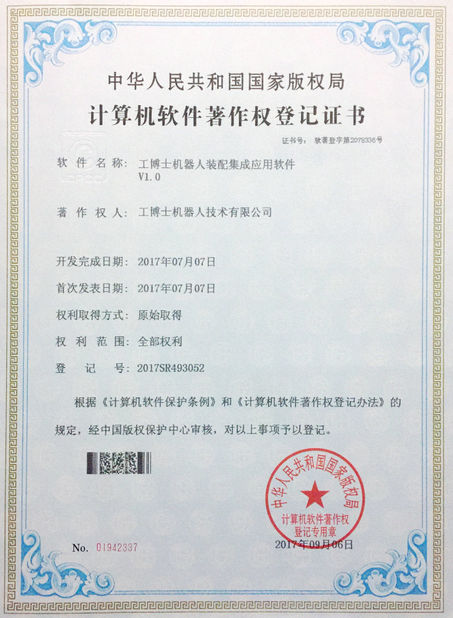 中华人民共和国国家版权局
计算机软件著作权登记证书
证书号： 软著登字第2078336号
软 件 名 称： 工博士机器人装配集成应用软件
V1.0
著 作 权 人： 工博士机器人技术有限公司
开发完成日期： 2017年07月07日
首次发表日期： 2017年07月07日
权利取得方式： 原始取得
权 利 范 围： 全部权利
登 记 号： 2017SR493052
根据《计算机软件保护条例》和《计算机软件著作权登记办法》的
规定，经中国版权保护中心审核，对以上事项予以登记。
中华人民共和国国家版权局
计算机软件著作权
登记专用章
No. 01942337
2017年09月06日